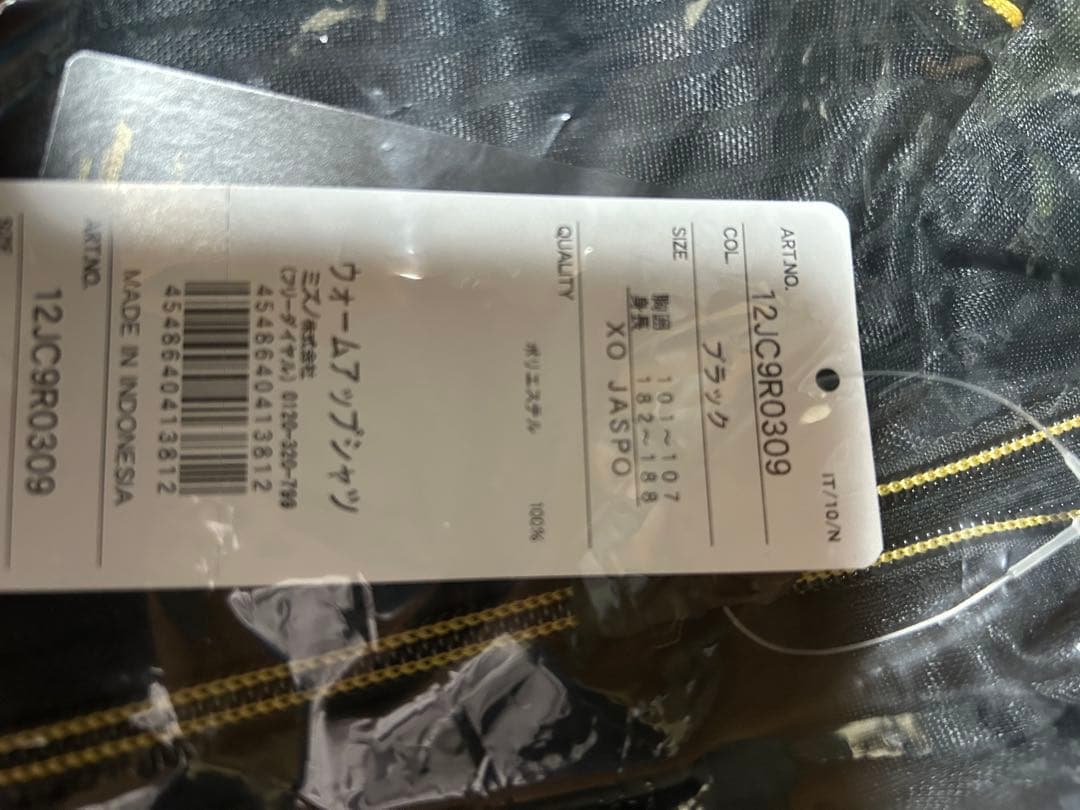 IT/10/N
ART.NO. 12JC9R0309
COL. ブラック
SIZE 胸囲 101～107
身長 182～188
XO JASPO
QUALITY
ポリエステル 100%
ウォームアップシャツ
ミズノ株式会社
(フリーダイヤル) 0120-320-799
4548640413812
4548640413812
MADE IN INDONESIA
ART.NO. 12JC9R0309
SIZE